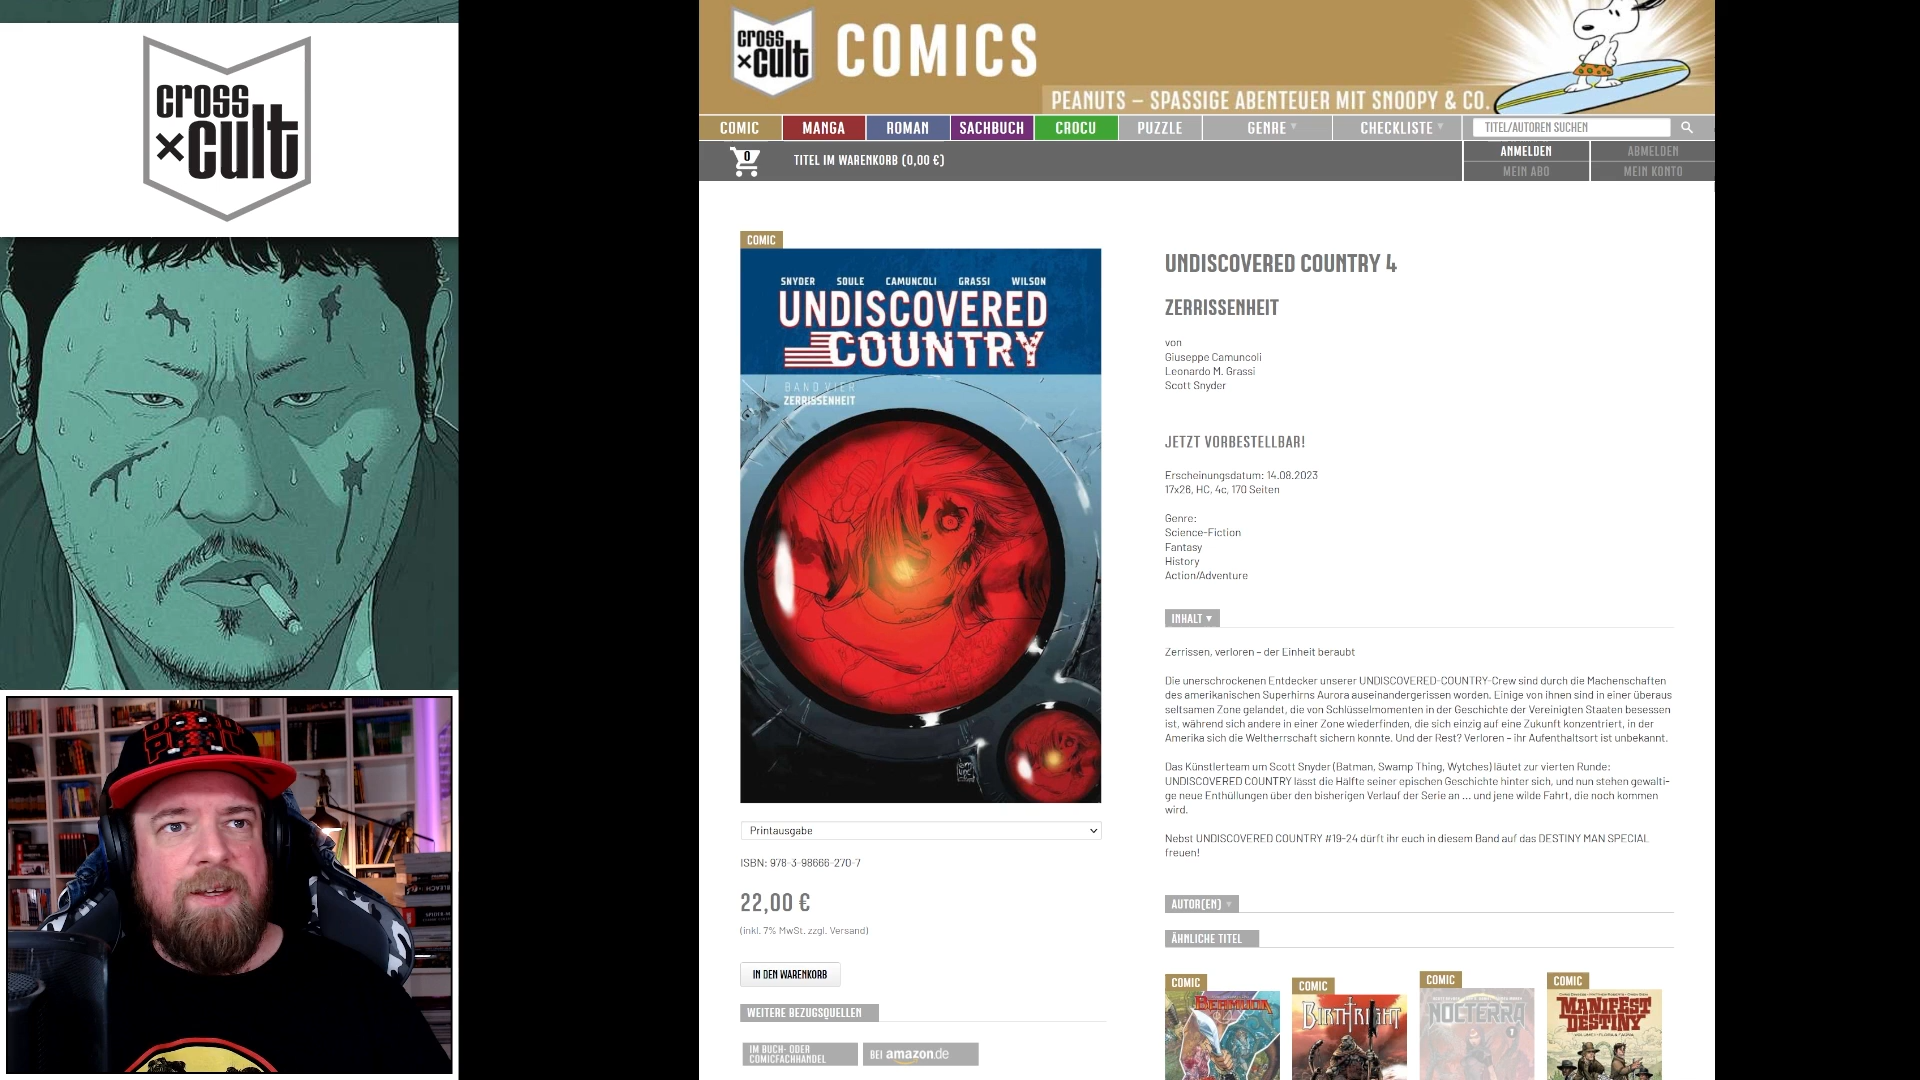 cross
×cult
cross
×cult
COMICS
PEANUTS – SPASSIGE ABENTEUER MIT SNOOPY & CO.
COMIC
MANGA
ROMAN
SACHBUCH
CROCU
PUZZLE
GENRE ▼
CHECKLISTE ▼
TITEL/AUTOREN SUCHEN
0
TITEL IM WARENKORB (0,00 €)
ANMELDEN
ABMELDEN
MEIN ABO
MEIN KONTO
COMIC
SNYDER SOULE CAMUNCOLI GRASSI WILSON
UNDISCOVERED
COUNTRY
BAND VIER
ZERRISSENHEIT
Printausgabe
ISBN: 978-3-98666-270-7
22,00 €
(inkl. 7% MwSt. zzgl. Versand)
IN DEN WARENKORB
WEITERE BEZUGSQUELLEN
IM BUCH- ODER
COMICFACHHANDEL
BEI amazon.de
UNDISCOVERED COUNTRY 4
ZERRISSENHEIT
von
Giuseppe Camuncoli
Leonardo M. Grassi
Scott Snyder
JETZT VORBESTELLBAR!
Erscheinungsdatum: 14.08.2023
17x26, HC, 4c, 170 Seiten
Genre:
Science-Fiction
Fantasy
History
Action/Adventure
INHALT ▼
Zerrissen, verloren – der Einheit beraubt
Die unerschrockenen Entdecker unserer UNDISCOVERED-COUNTRY-Crew sind durch die Machenschaften
des amerikanischen Superhirns Aurora auseinandergerissen worden. Einige von ihnen sind in einer überaus
seltsamen Zone gelandet, die von Schlüsselmomenten in der Geschichte der Vereinigten Staaten besessen
ist, während sich andere in einer Zone wiederfinden, die sich einzig auf eine Zukunft konzentriert, in der
Amerika sich die Weltherrschaft sichern konnte. Und der Rest? Verloren – ihr Aufenthaltsort ist unbekannt.
Das Künstlerteam um Scott Snyder (Batman, Swamp Thing, Wytches) läutet zur vierten Runde:
UNDISCOVERED COUNTRY lässt die Hälfte seiner epischen Geschichte hinter sich, und nun stehen gewalti-
ge neue Enthüllungen über den bisherigen Verlauf der Serie an ... und jene wilde Fahrt, die noch kommen
wird.
Nebst UNDISCOVERED COUNTRY #19-24 dürft ihr euch in diesem Band auf das DESTINY MAN SPECIAL
freuen!
AUTOR(EN) ▼
ÄHNLICHE TITEL
COMIC
COMIC
COMIC
COMIC
BERMUDA
BIRTHRIGHT
NOCTERRA
MANIFEST
DESTINY
BLEACH